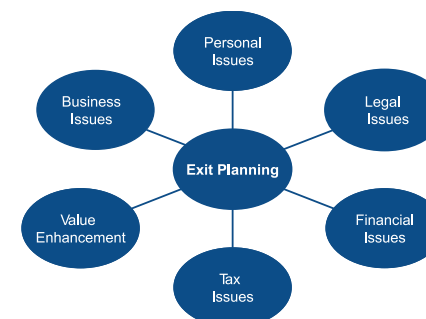 Personal
Issues
Business
Issues
Legal
Issues
Exit Planning
Value
Enhancement
Financial
Issues
Tax
Issues